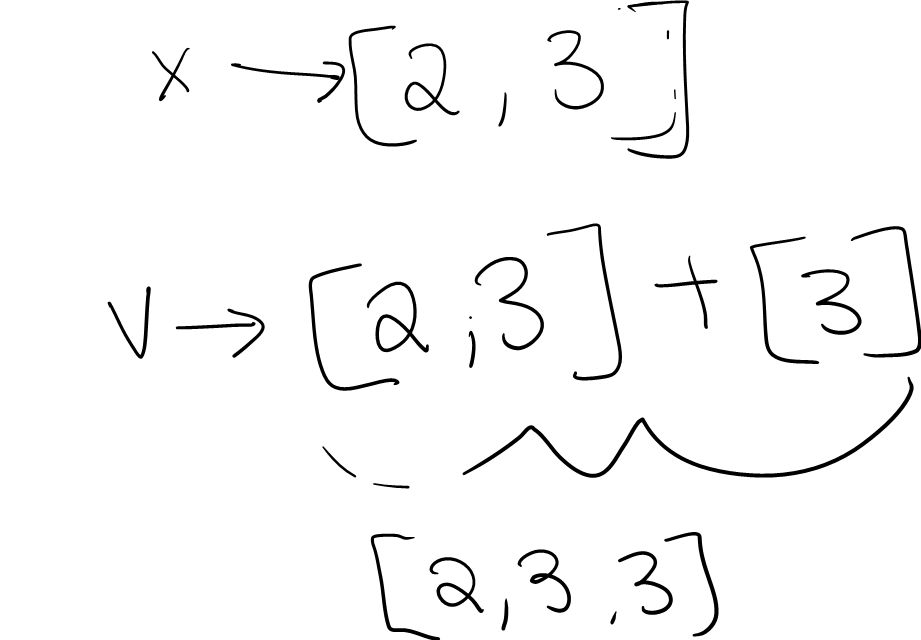 x → [2, 3]
v → [2,3] + [3]
[2,3,3]